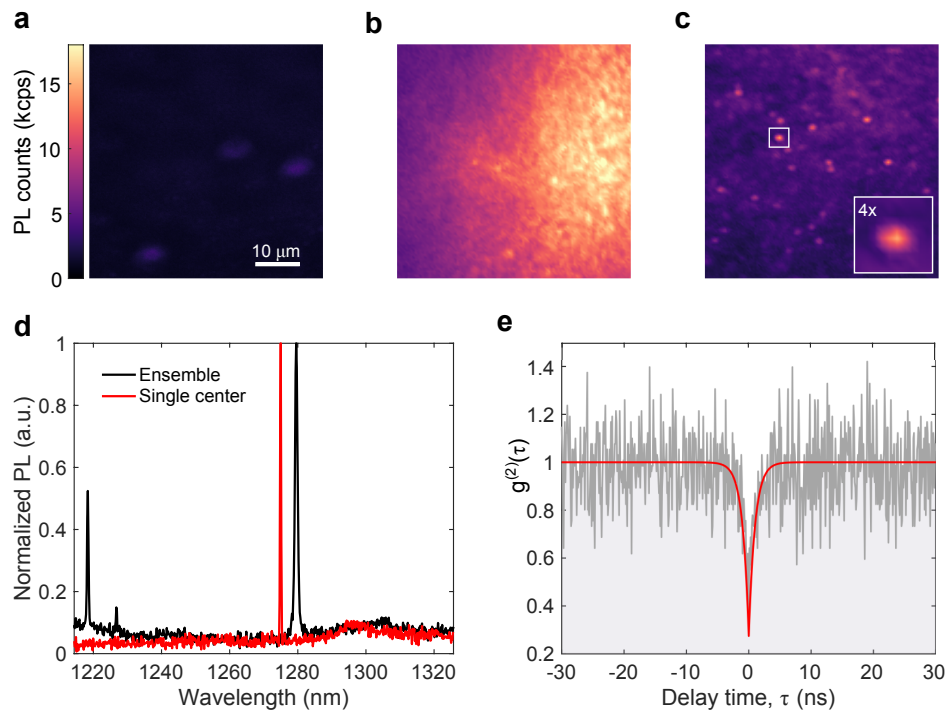 a
b
c
PL counts (kcps)
15
10
5
0
10 μm
4x
d
e
Normalized PL (a.u.)
1
0.8
0.6
0.4
0.2
0
Ensemble
Single center
1220 1240 1260 1280 1300 1320
Wavelength (nm)
g(2)(τ)
1.4
1.2
1
0.8
0.6
0.4
0.2
-30 -20 -10 0 10 20 30
Delay time, τ (ns)